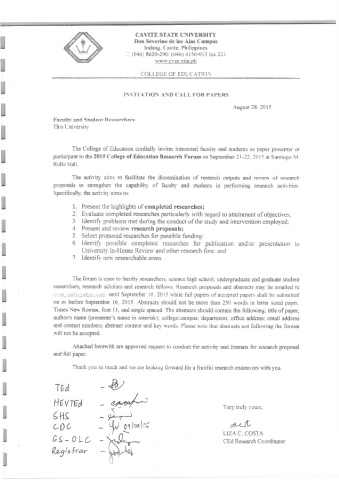 CAVITE STATE UNIVERSITY
Don Severino de las Alas Campus
Indang, Cavite, Philippines
www.cvsu.edu.ph
COLLEGE OF EDUCATION
INVITATION AND CALL FOR PAPERS
August 28, 2015
Faculty and Student Researchers
This University
The College of Education cordially invites interested faculty and students as paper presenter or
participant to the 2015 College of Education Research Forum on September 21-22, 2015 at Santiago M.
Rolle Hall.
The activity aims to facilitate the dissemination of research outputs and review of research
proposals to strengthen the capability of faculty and students in performing research activities.
Specifically, the activity aims to:
1. Present the highlights of completed researches;
2. Evaluate completed researches particularly with regard to attainment of objectives,
3. Identify problems met during the conduct of the study and intervention employed;
4. Present and review research proposals;
5. Select proposed researches for possible funding;
6. Identify possible completed researches for publication and/or presentation in
University In-House Review and other research fora; and
7. Identify new researchable areas.
The forum is open to faculty researchers, science high school, undergraduate and graduate student
researchers, research scholars and research fellows. Research proposals and abstracts may be emailed to
until September 10, 2015 while full papers of accepted papers shall be submitted
on or before September 16, 2015. Abstracts should not be more than 250 words in letter sized paper,
Times New Roman, font 11, and single spaced. The abstracts should contain the following: title of paper;
authors name (presenter's name in asterisk); college/campus; department; office address; email address
and contact numbers; abstract content and key words. Please note that abstracts not following the format
will not be accepted.
Attached herewith are approved request to conduct the activity and formats for research proposal
and full paper.
Thank you so much and we are looking forward for a fruitful research endeavors with you.
TEd -
HEVTEd -
SHS -
CDC -
GS-OLC -
Registrar -
Very truly yours,
LIZA C. COSTA
CEd Research Coordinator